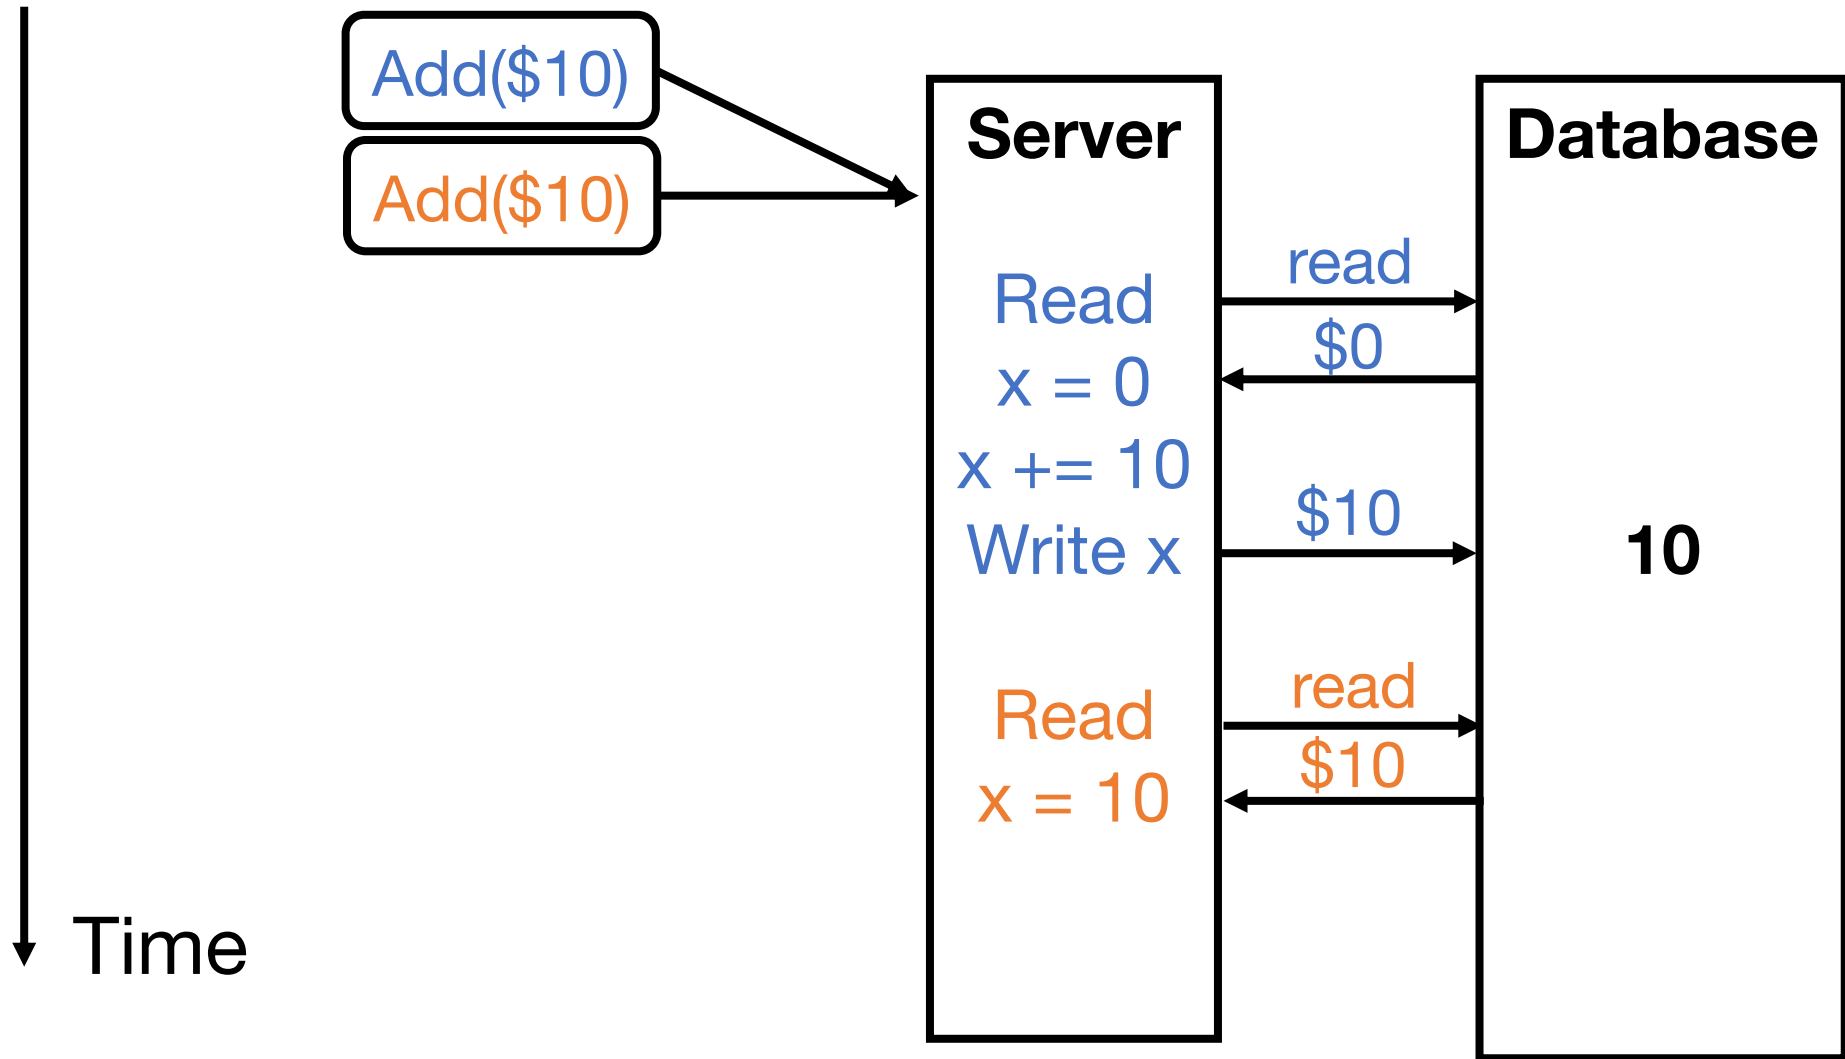 Add($10)
Add($10)
Server
Database
Read
read
$0
x = 0
x += 10
Write x
$10
10
Read
read
$10
x = 10
Time